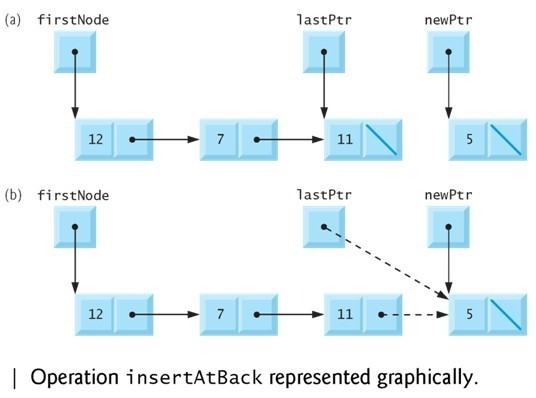 (a) firstNode lastPtr newPtr
12 7 11 5
(b) firstNode lastPtr newPtr
12 7 11 5
| Operation insertAtBack represented graphically.